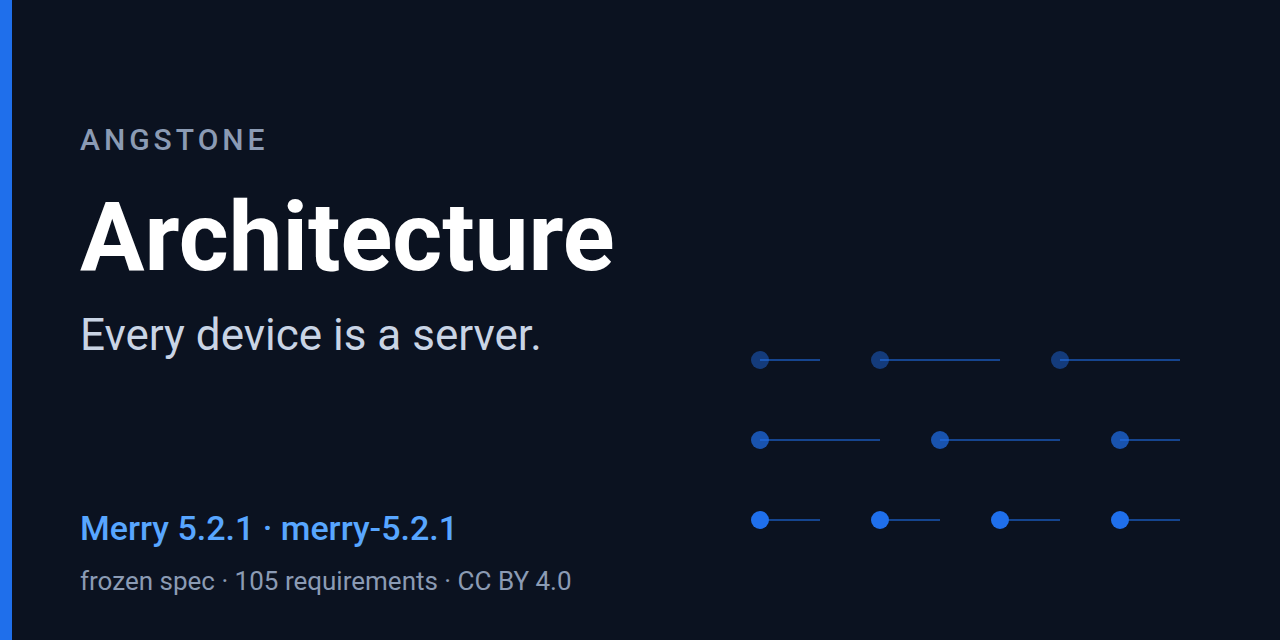 ANGSTONE
Architecture
Every device is a server.
Merry 5.2.1 · merry-5.2.1
frozen spec · 105 requirements · CC BY 4.0